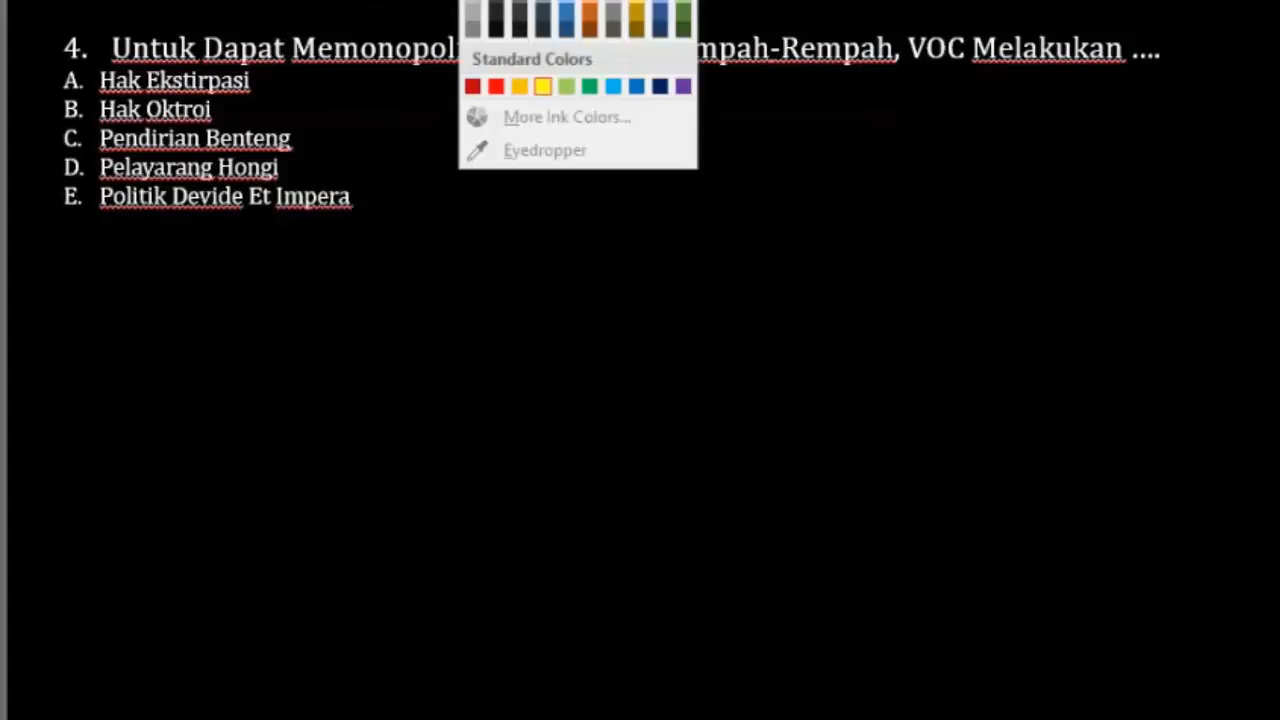 4. Untuk Dapat Memonopol mpah-Rempah, VOC Melakukan ....
Standard Colors
A. Hak Ekstirpasi
B. Hak Oktroi
More Ink Colors...
C. Pendirian Benteng
Eyedropper
D. Pelayarang Hongi
E. Politik Devide Et Impera